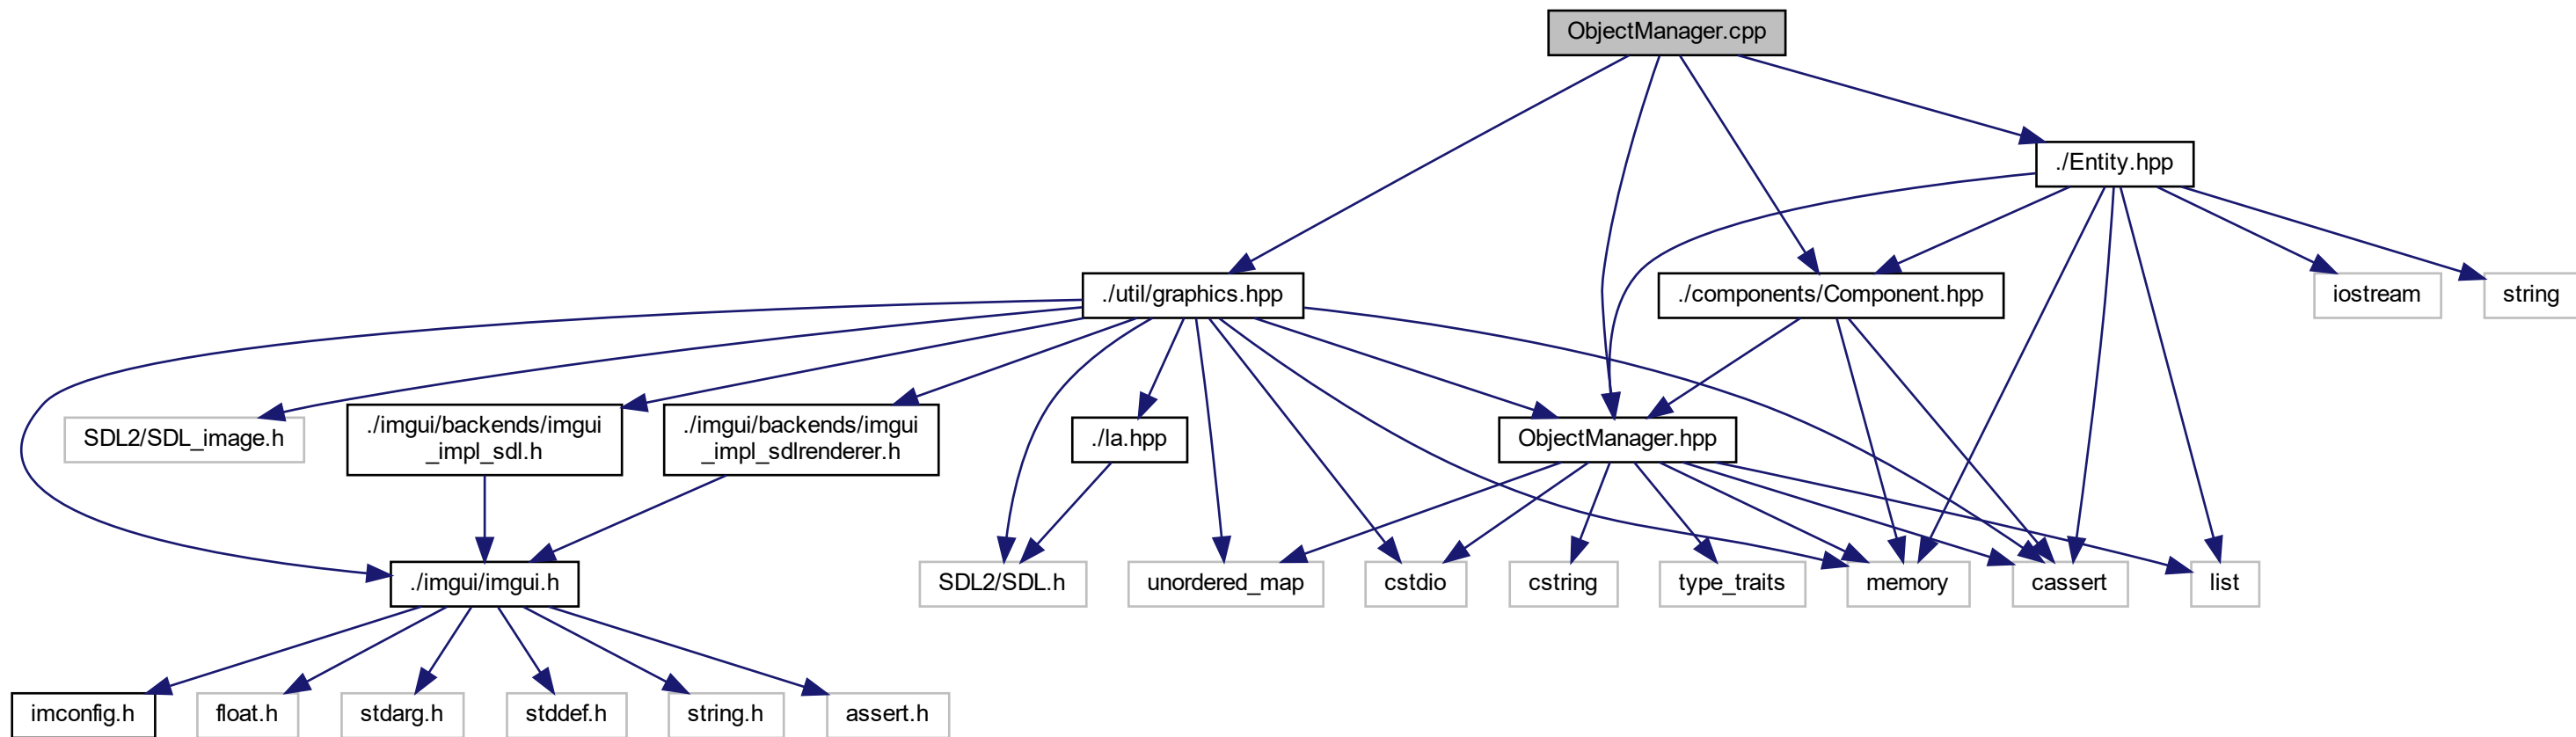 ObjectManager.cpp
./Entity.hpp
./util/graphics.hpp
./components/Component.hpp
iostream
string
SDL2/SDL_image.h
./imgui/backends/imgui
_impl_sdl.h
./imgui/backends/imgui
_impl_sdlrenderer.h
./la.hpp
ObjectManager.hpp
./imgui/imgui.h
SDL2/SDL.h
unordered_map
cstdio
cstring
type_traits
memory
cassert
list
imconfig.h
float.h
stdarg.h
stddef.h
string.h
assert.h